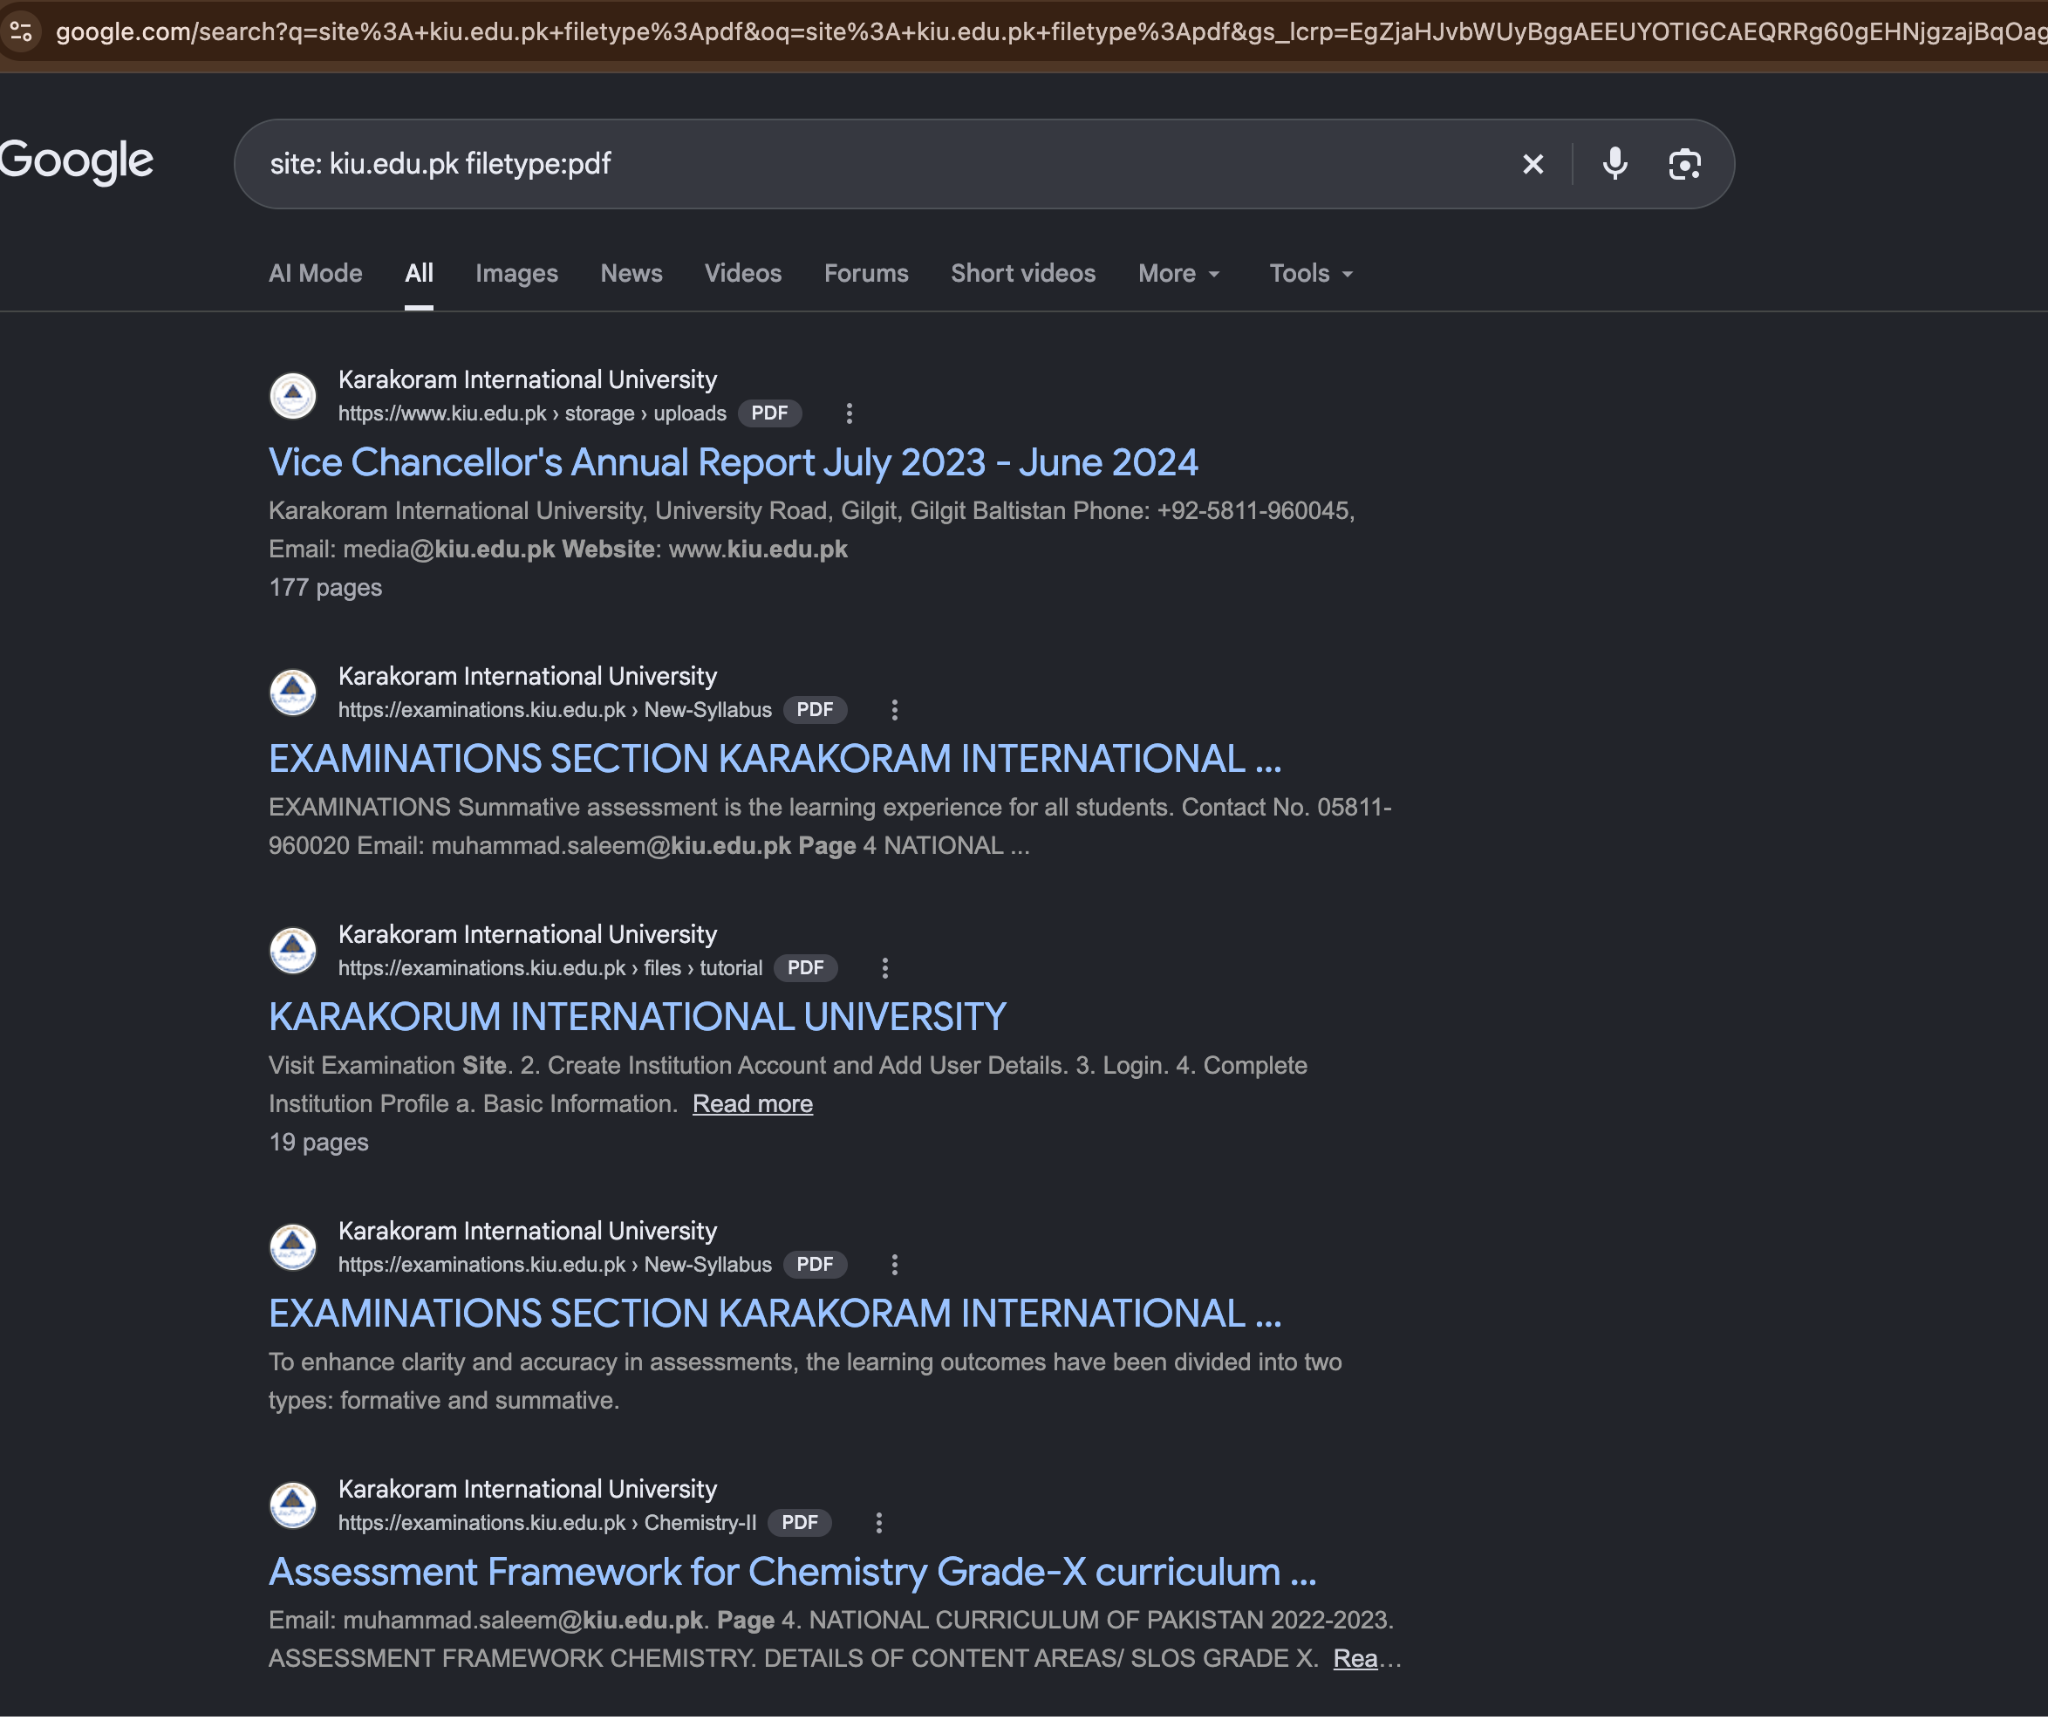 google.com/search?q=site%3A+kiu.edu.pk+filetype%3Apdf&oq=site%3A+kiu.edu.pk+filetype%3Apdf&gs_lcrp=EgZjaHJvbWUyBggAEEUYOTIGCAEQRRg60gEHNjgzajBqOag
Google
site: kiu.edu.pk filetype:pdf
AI Mode All Images News Videos Forums Short videos More Tools
Karakoram International University
https://www.kiu.edu.pk › storage › uploads PDF
Vice Chancellor's Annual Report July 2023 - June 2024
Karakoram International University, University Road, Gilgit, Gilgit Baltistan Phone: +92-5811-960045,
Email: media@kiu.edu.pk Website: www.kiu.edu.pk
177 pages
Karakoram International University
https://examinations.kiu.edu.pk › New-Syllabus PDF
EXAMINATIONS SECTION KARAKORAM INTERNATIONAL ...
EXAMINATIONS Summative assessment is the learning experience for all students. Contact No. 05811-
960020 Email: muhammad.saleem@kiu.edu.pk Page 4 NATIONAL ...
Karakoram International University
https://examinations.kiu.edu.pk › files › tutorial PDF
KARAKORUM INTERNATIONAL UNIVERSITY
Visit Examination Site. 2. Create Institution Account and Add User Details. 3. Login. 4. Complete
Institution Profile a. Basic Information. Read more
19 pages
Karakoram International University
https://examinations.kiu.edu.pk › New-Syllabus PDF
EXAMINATIONS SECTION KARAKORAM INTERNATIONAL ...
To enhance clarity and accuracy in assessments, the learning outcomes have been divided into two
types: formative and summative.
Karakoram International University
https://examinations.kiu.edu.pk › Chemistry-II PDF
Assessment Framework for Chemistry Grade-X curriculum ...
Email: muhammad.saleem@kiu.edu.pk. Page 4. NATIONAL CURRICULUM OF PAKISTAN 2022-2023.
ASSESSMENT FRAMEWORK CHEMISTRY. DETAILS OF CONTENT AREAS/ SLOS GRADE X. Rea...